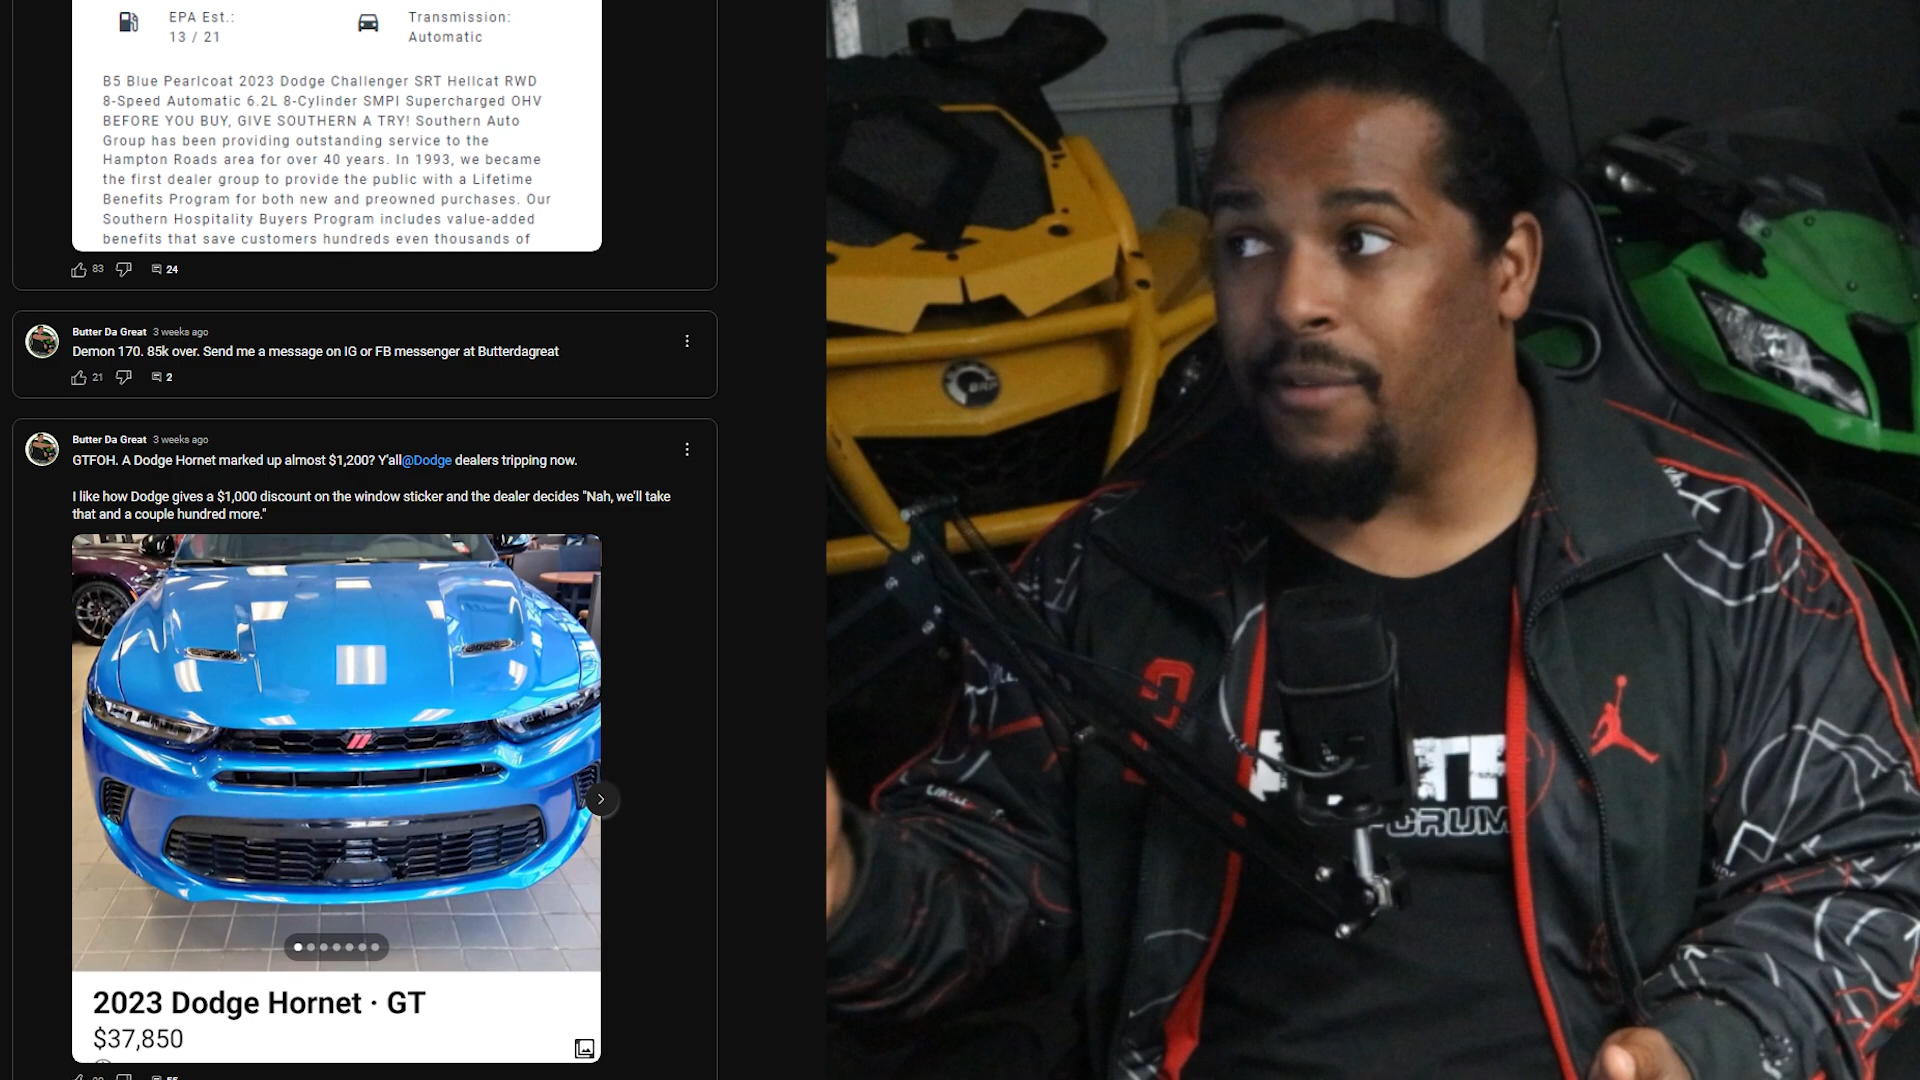 EPA Est.:
13 / 21
Transmission:
Automatic
B5 Blue Pearlcoat 2023 Dodge Challenger SRT Hellcat RWD
8-Speed Automatic 6.2L 8-Cylinder SMPI Supercharged OHV
BEFORE YOU BUY, GIVE SOUTHERN A TRY! Southern Auto
Group has been providing outstanding service to the
Hampton Roads area for over 40 years. In 1993, we became
the first dealer group to provide the public with a Lifetime
Benefits Program for both new and preowned purchases. Our
Southern Hospitality Buyers Program includes value-added
benefits that save customers hundreds even thousands of
83
24
Butter Da Great 3 weeks ago
Demon 170. 85k over. Send me a message on IG or FB messenger at Butterdagreat
21
2
Butter Da Great 3 weeks ago
GTFOH. A Dodge Hornet marked up almost $1,200? Y'all@Dodge dealers tripping now.
I like how Dodge gives a $1,000 discount on the window sticker and the dealer decides "Nah, we'll take
that and a couple hundred more."
2023 Dodge Hornet · GT
$37,850
BRP
FORUM